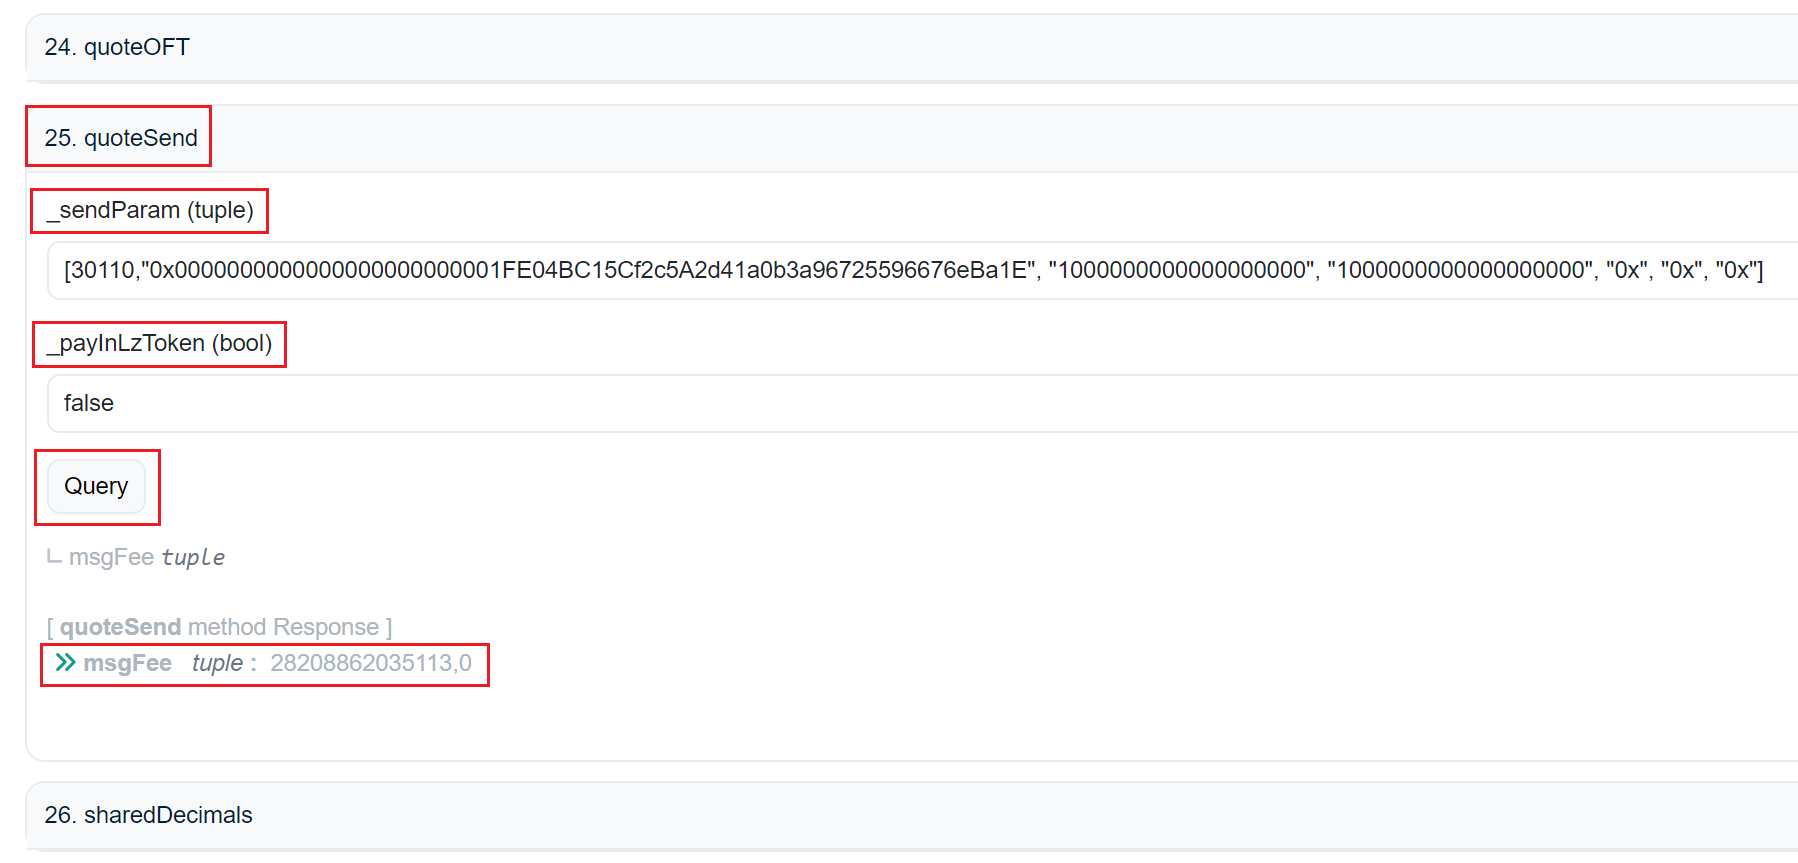 24. quoteOFT
25. quoteSend
_sendParam (tuple)
[30110,"0x0000000000000000000000001FE04BC15Cf2c5A2d41a0b3a96725596676eBa1E", "1000000000000000000", "1000000000000000000", "0x", "0x", "0x"]
_payInLzToken (bool)
false
Query
msgFee tuple
[ quoteSend method Response ]
msgFee tuple : 28208862035113,0
26. sharedDecimals